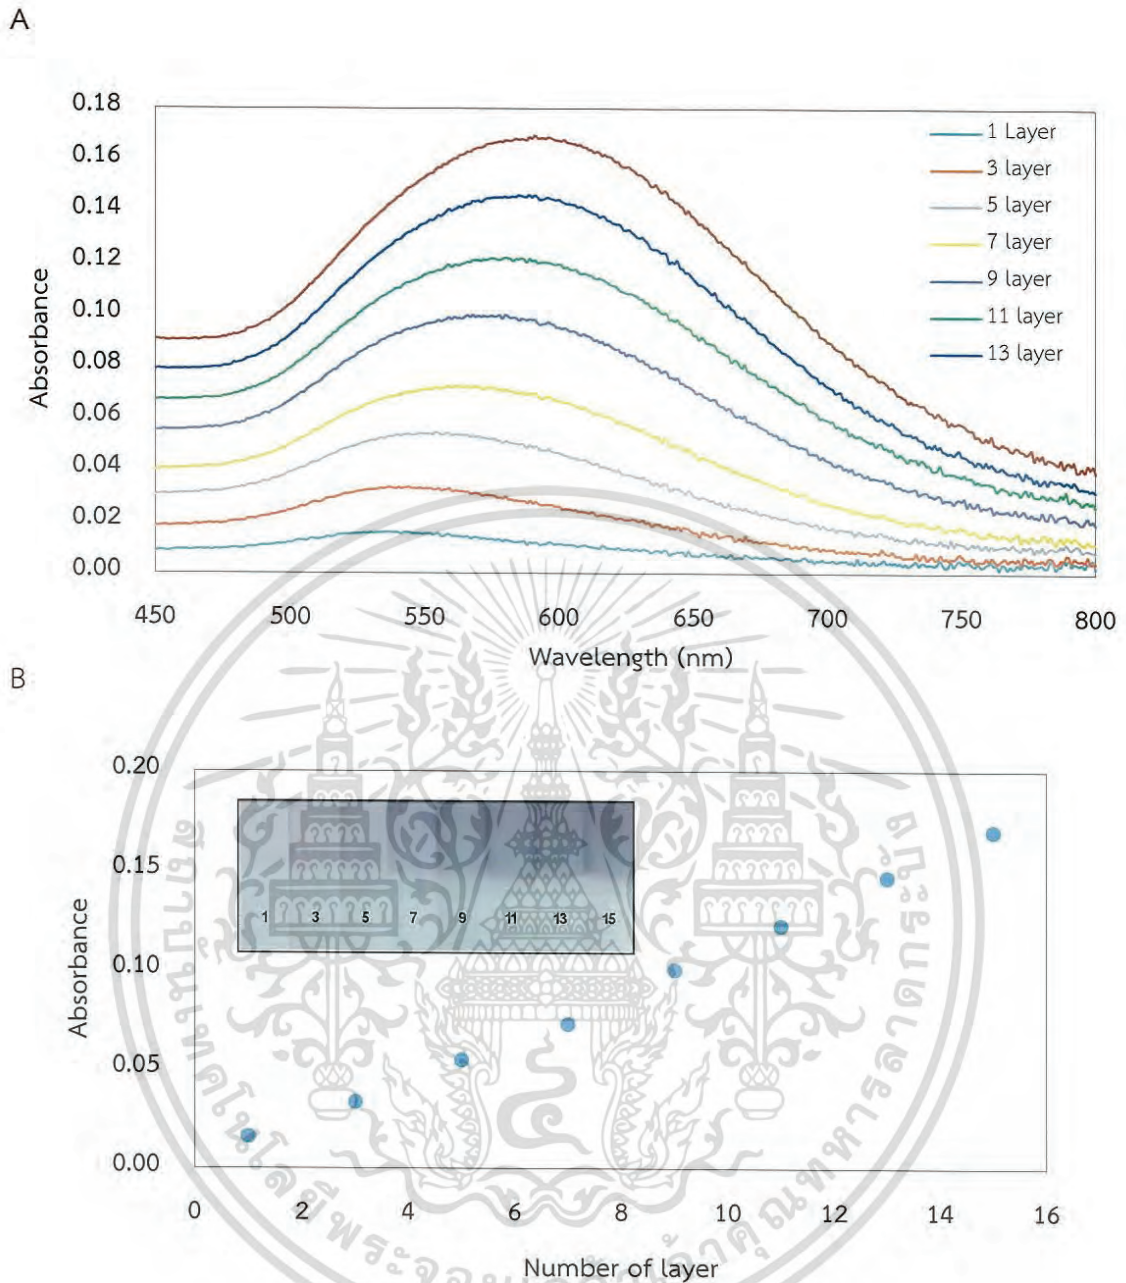 A
0.18
0.16
0.14
0.12
0.10
0.08
0.06
0.04
0.02
0.00
Absorbance
1 Layer
3 layer
5 layer
7 layer
9 layer
11 layer
13 layer
450 500 550 600 650 700 750 800
Wavelength (nm)
B
0.20
0.15
0.10
0.05
0.00
Absorbance
1 3 5 7 9 11 13 15
0 2 4 6 8 10 12 14 16
Number of layer